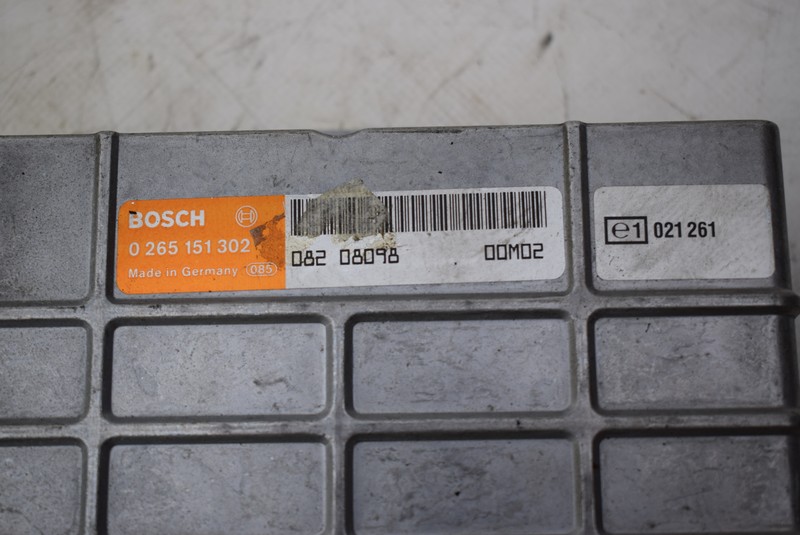 BOSCH
0 265 151 302
Made in Germany 085
082 08098 00M02
e1 021 261